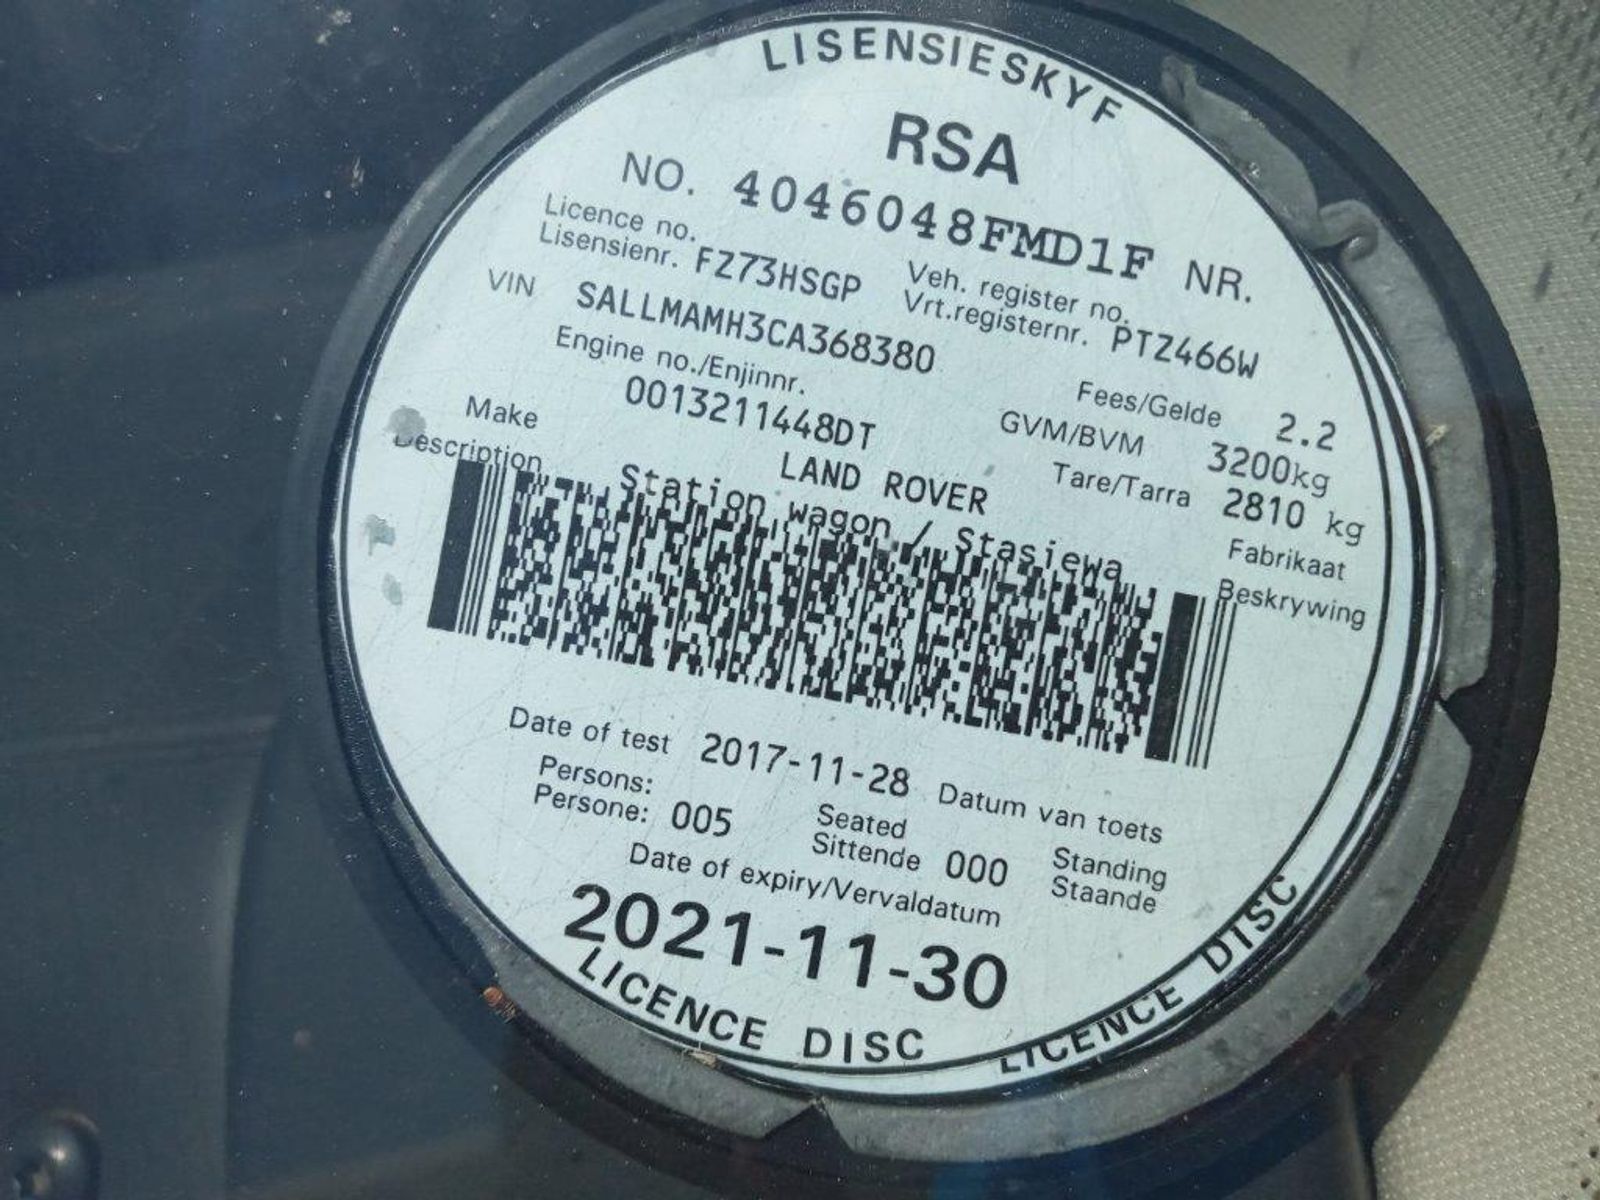 LISENSIESKYF
RSA
NO. 4046048FMD1F NR.
Licence no.
Lisensienr. FZ73HSGP
Veh. register no.
Vrt.registernr. PTZ466W
VIN SALLMAMH3CA368380
Engine no./Enjinnr.
0013211448DT
Fees/Gelde 2.2
GVM/BVM 3200kg
Tare/Tarra 2810 kg
Make LAND ROVER Fabrikaat
Description Station wagon / Stasiewa Beskrywing
Date of test 2017-11-28 Datum van toets
Persons:
Persone: 005
Seated
Sittende 000
Standing
Staande
Date of expiry/Vervaldatum
2021-11-30
LICENCE DISC
LICENCE DISC